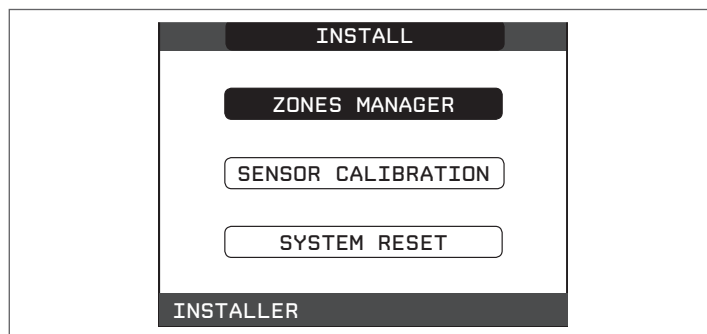 INSTALL
ZONES MANAGER
SENSOR CALIBRATION
SYSTEM RESET
INSTALLER